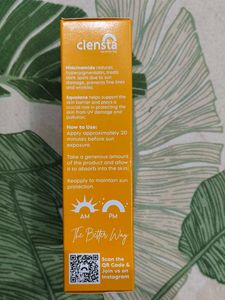 clensta
Niacinamide reduces
hyperpigmentation, treats
dark spots due to sun
damage, prevents fine lines
and wrinkles.
Squalane helps support the
skin barrier and plays a
crucial role in protecting the
skin from UV damage and
pollution.
How to Use:
Apply approximately 20
minutes before sun
exposure.
Take a generous amount
of the product and allow
it to absorb into the skin.
Reapply to maintain sun
protection.
AM PM
The Better Way
Scan the
QR Code &
Join us on
Instagram